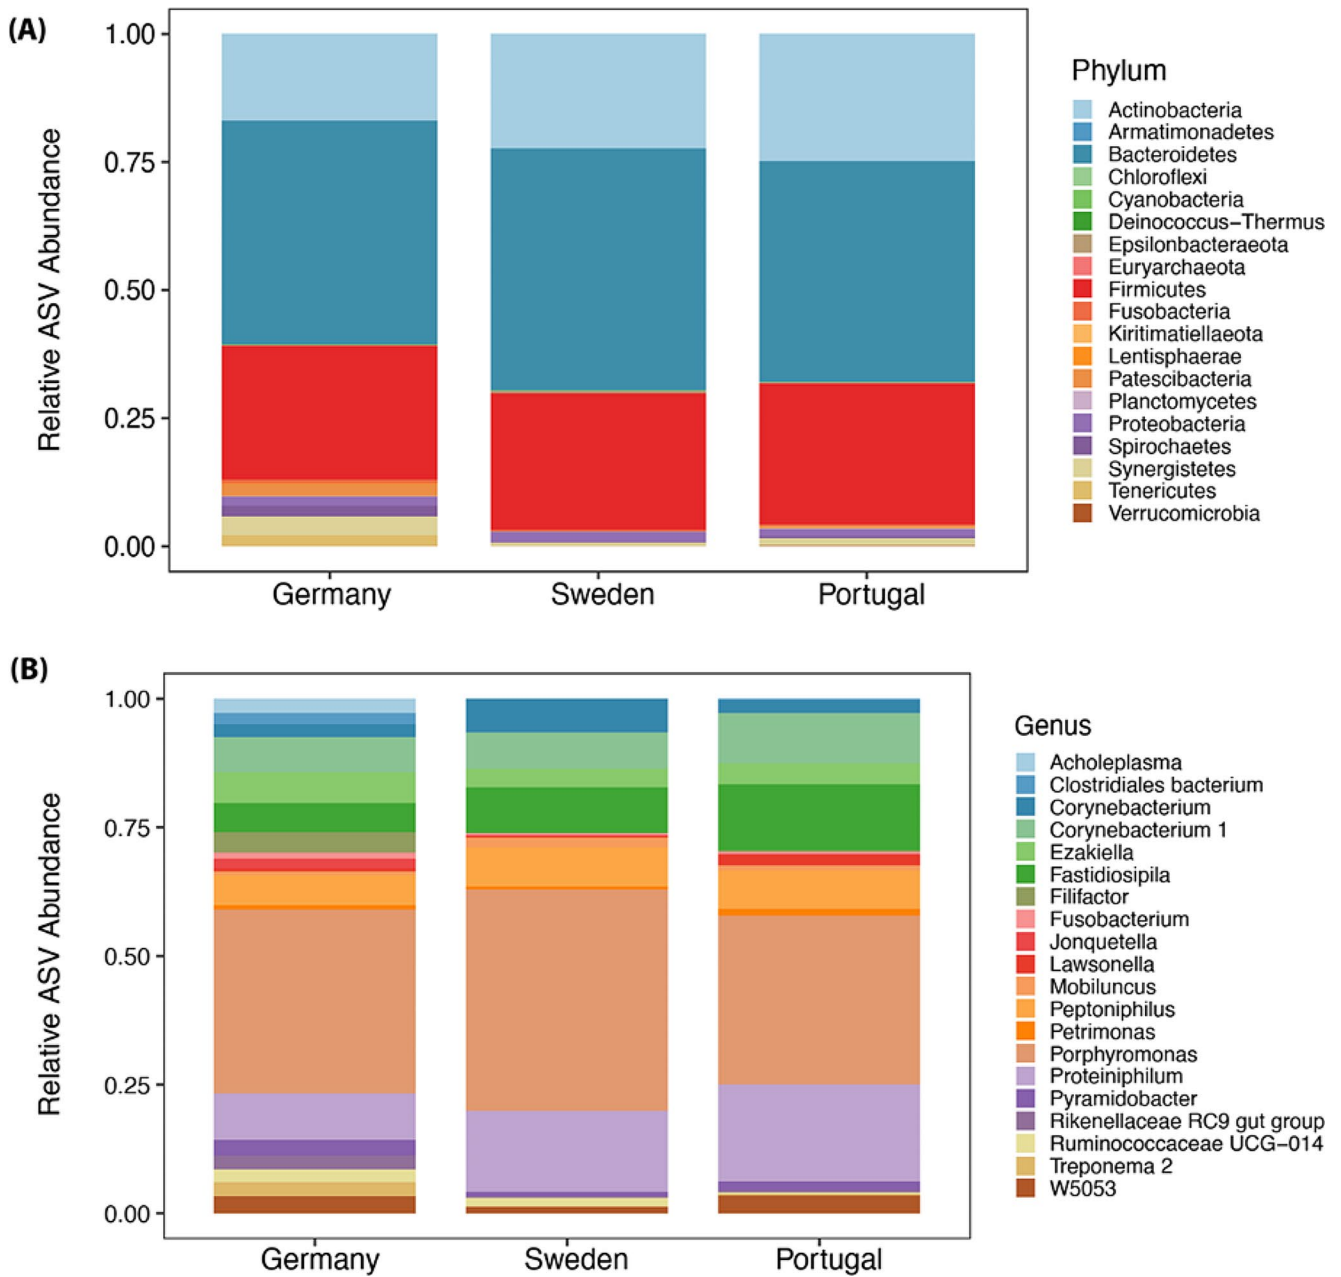 (A)
Relative ASV Abundance
1.00
0.75
0.50
0.25
0.00
Germany
Sweden
Portugal
Phylum
Actinobacteria
Armatimonadetes
Bacteroidetes
Chloroflexi
Cyanobacteria
Deinococcus−Thermus
Epsilonbacteraeota
Euryarchaeota
Firmicutes
Fusobacteria
Kiritimatiellaeota
Lentisphaerae
Patescibacteria
Planctomycetes
Proteobacteria
Spirochaetes
Synergistetes
Tenericutes
Verrucomicrobia
(B)
Relative ASV Abundance
1.00
0.75
0.50
0.25
0.00
Germany
Sweden
Portugal
Genus
Acholeplasma
Clostridiales bacterium
Corynebacterium
Corynebacterium 1
Ezakiella
Fastidiosipila
Filifactor
Fusobacterium
Jonquetella
Lawsonella
Mobiluncus
Peptoniphilus
Petrimonas
Porphyromonas
Proteiniphilum
Pyramidobacter
Rikenellaceae RC9 gut group
Ruminococcaceae UCG−014
Treponema 2
W5053